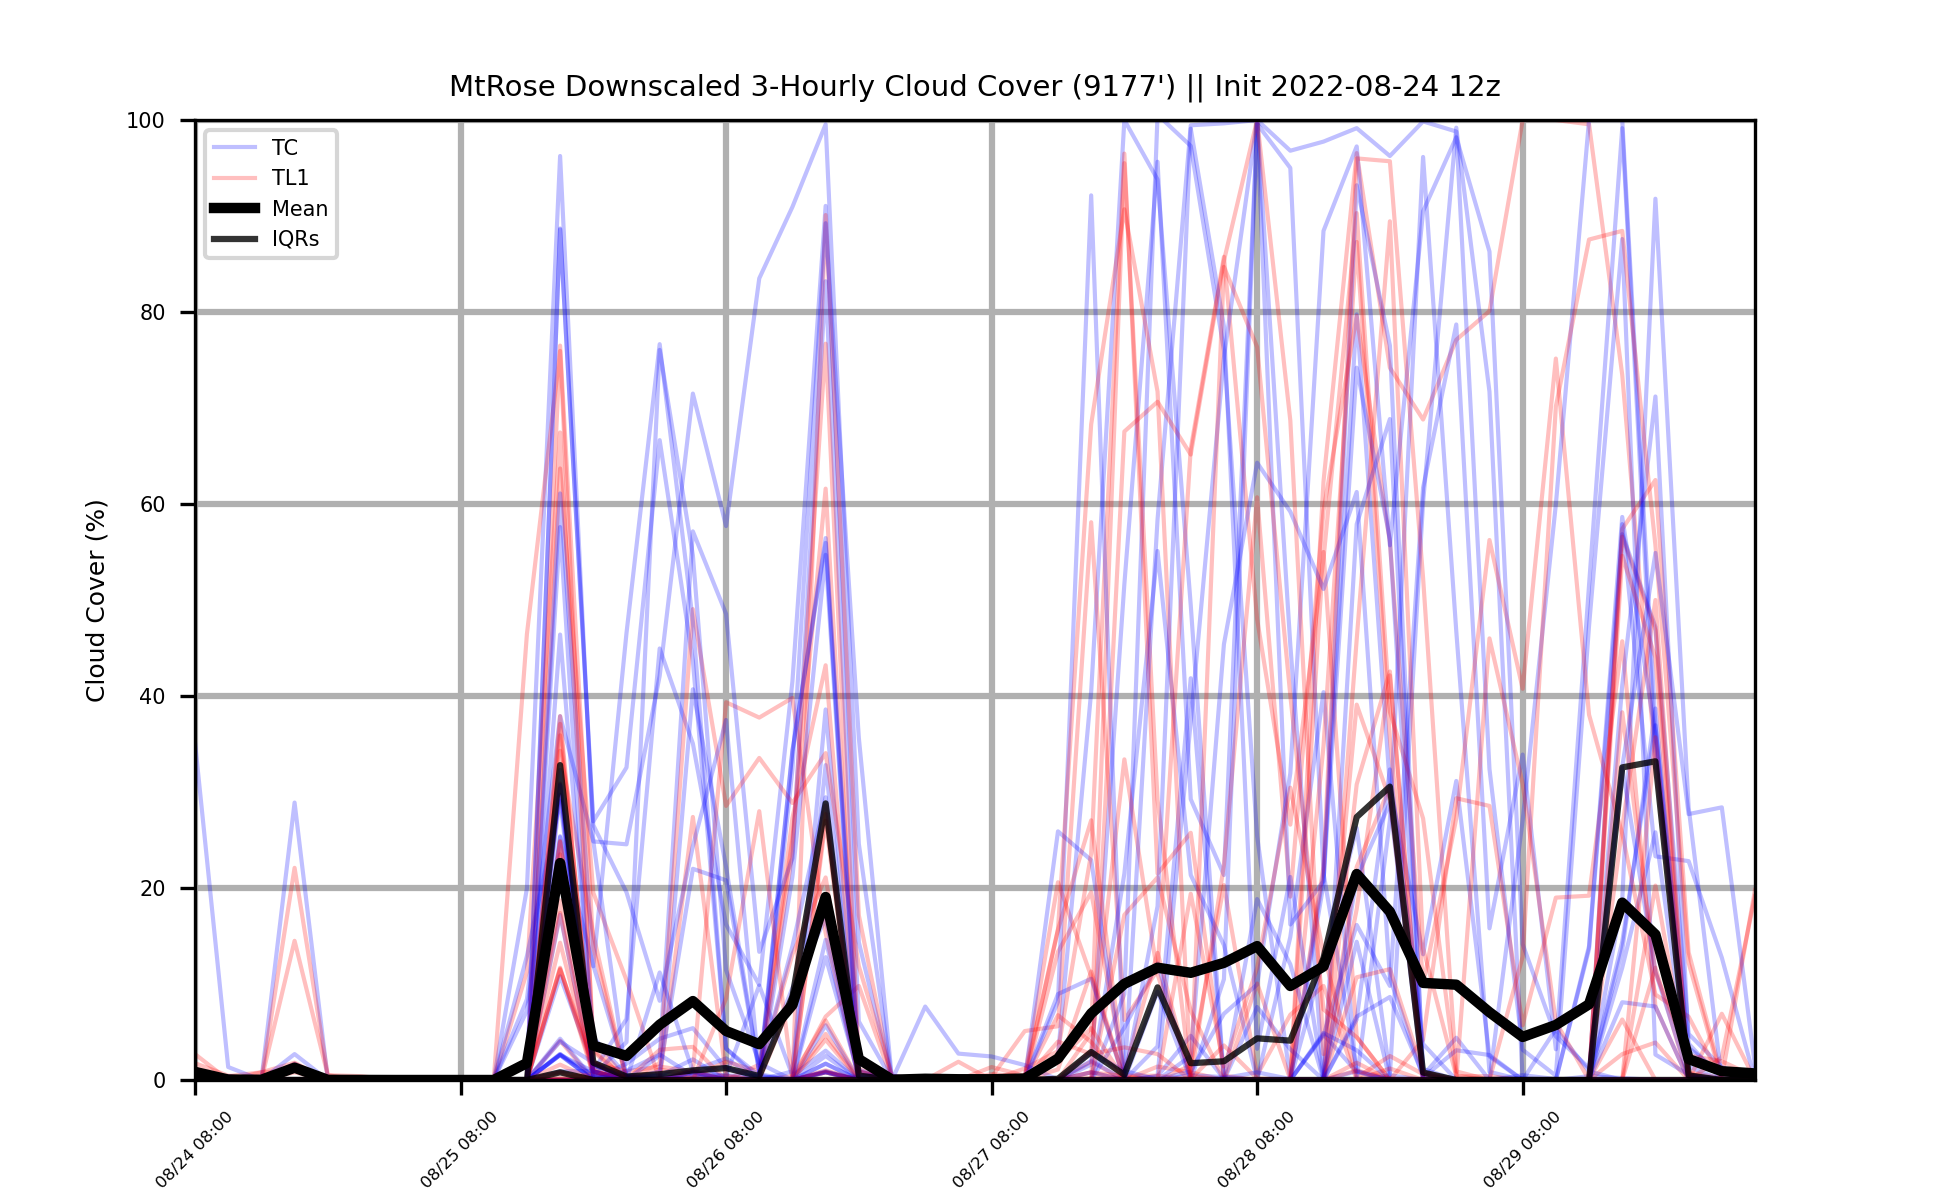 MtRose Downscaled 3-Hourly Cloud Cover (9177') || Init 2022-08-24 12z
100
80
60
40
20
0
Cloud Cover (%)
TC
TL1
Mean
IQRs
08/24 08:00
08/25 08:00
08/26 08:00
08/27 08:00
08/28 08:00
08/29 08:00